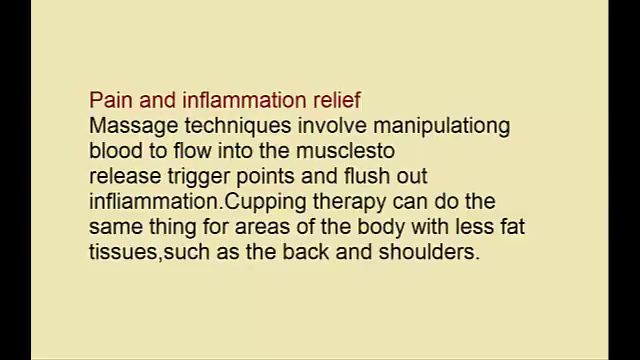 Pain and inflammation relief
Massage techniques involve manipulationg
blood to flow into the musclesto
release trigger points and flush out
infliammation.Cupping therapy can do the
same thing for areas of the body with less fat
tissues,such as the back and shoulders.